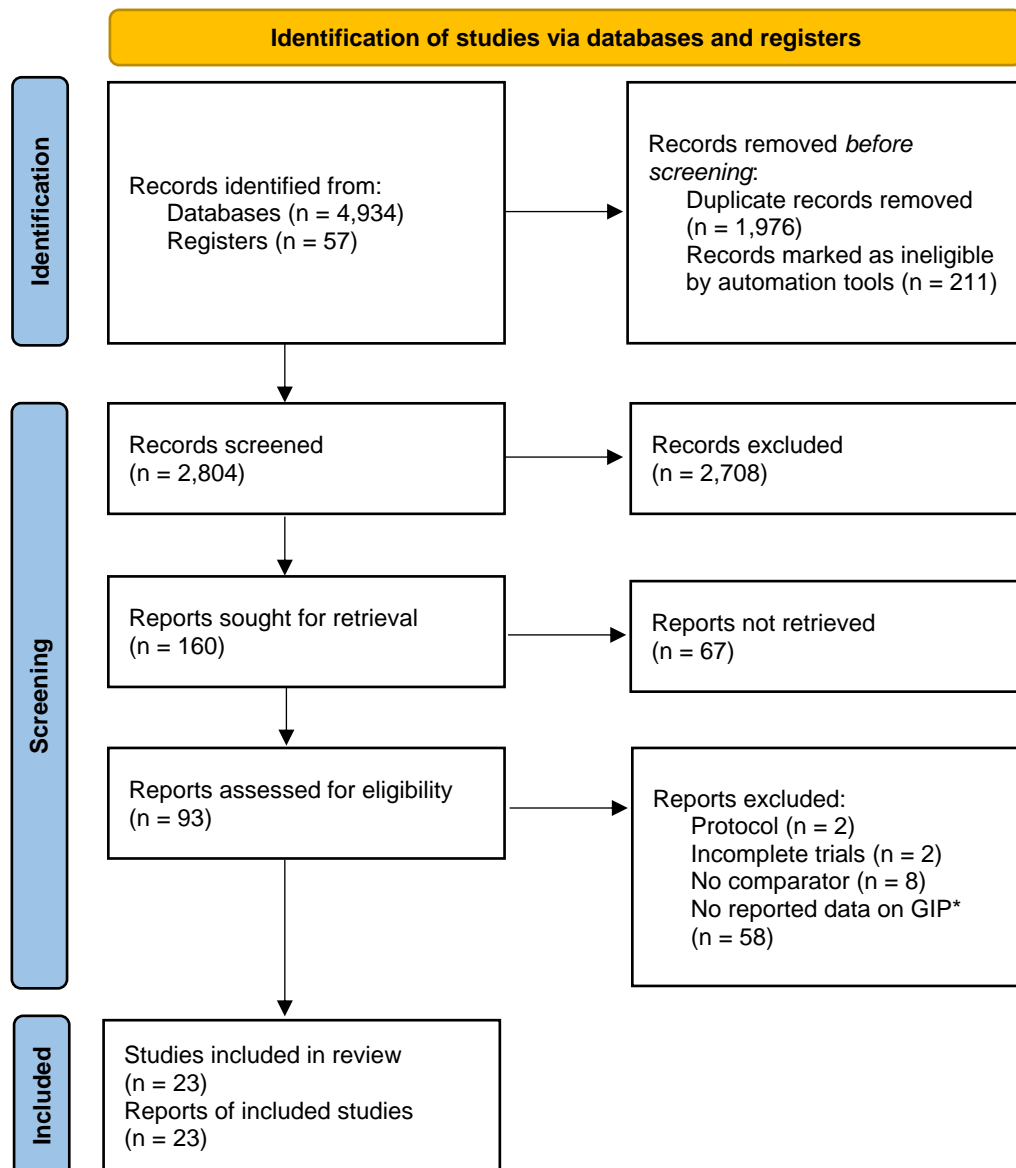 Identification of studies via databases and registers
Identification
Records identified from:
Databases (n = 4,934)
Registers (n = 57)
Records removed before
screening:
Duplicate records removed
(n = 1,976)
Records marked as ineligible
by automation tools (n = 211)
Screening
Records screened
(n = 2,804)
Records excluded
(n = 2,708)
Reports sought for retrieval
(n = 160)
Reports not retrieved
(n = 67)
Reports assessed for eligibility
(n = 93)
Reports excluded:
Protocol (n = 2)
Incomplete trials (n = 2)
No comparator (n = 8)
No reported data on GIP*
(n = 58)
Included
Studies included in review
(n = 23)
Reports of included studies
(n = 23)